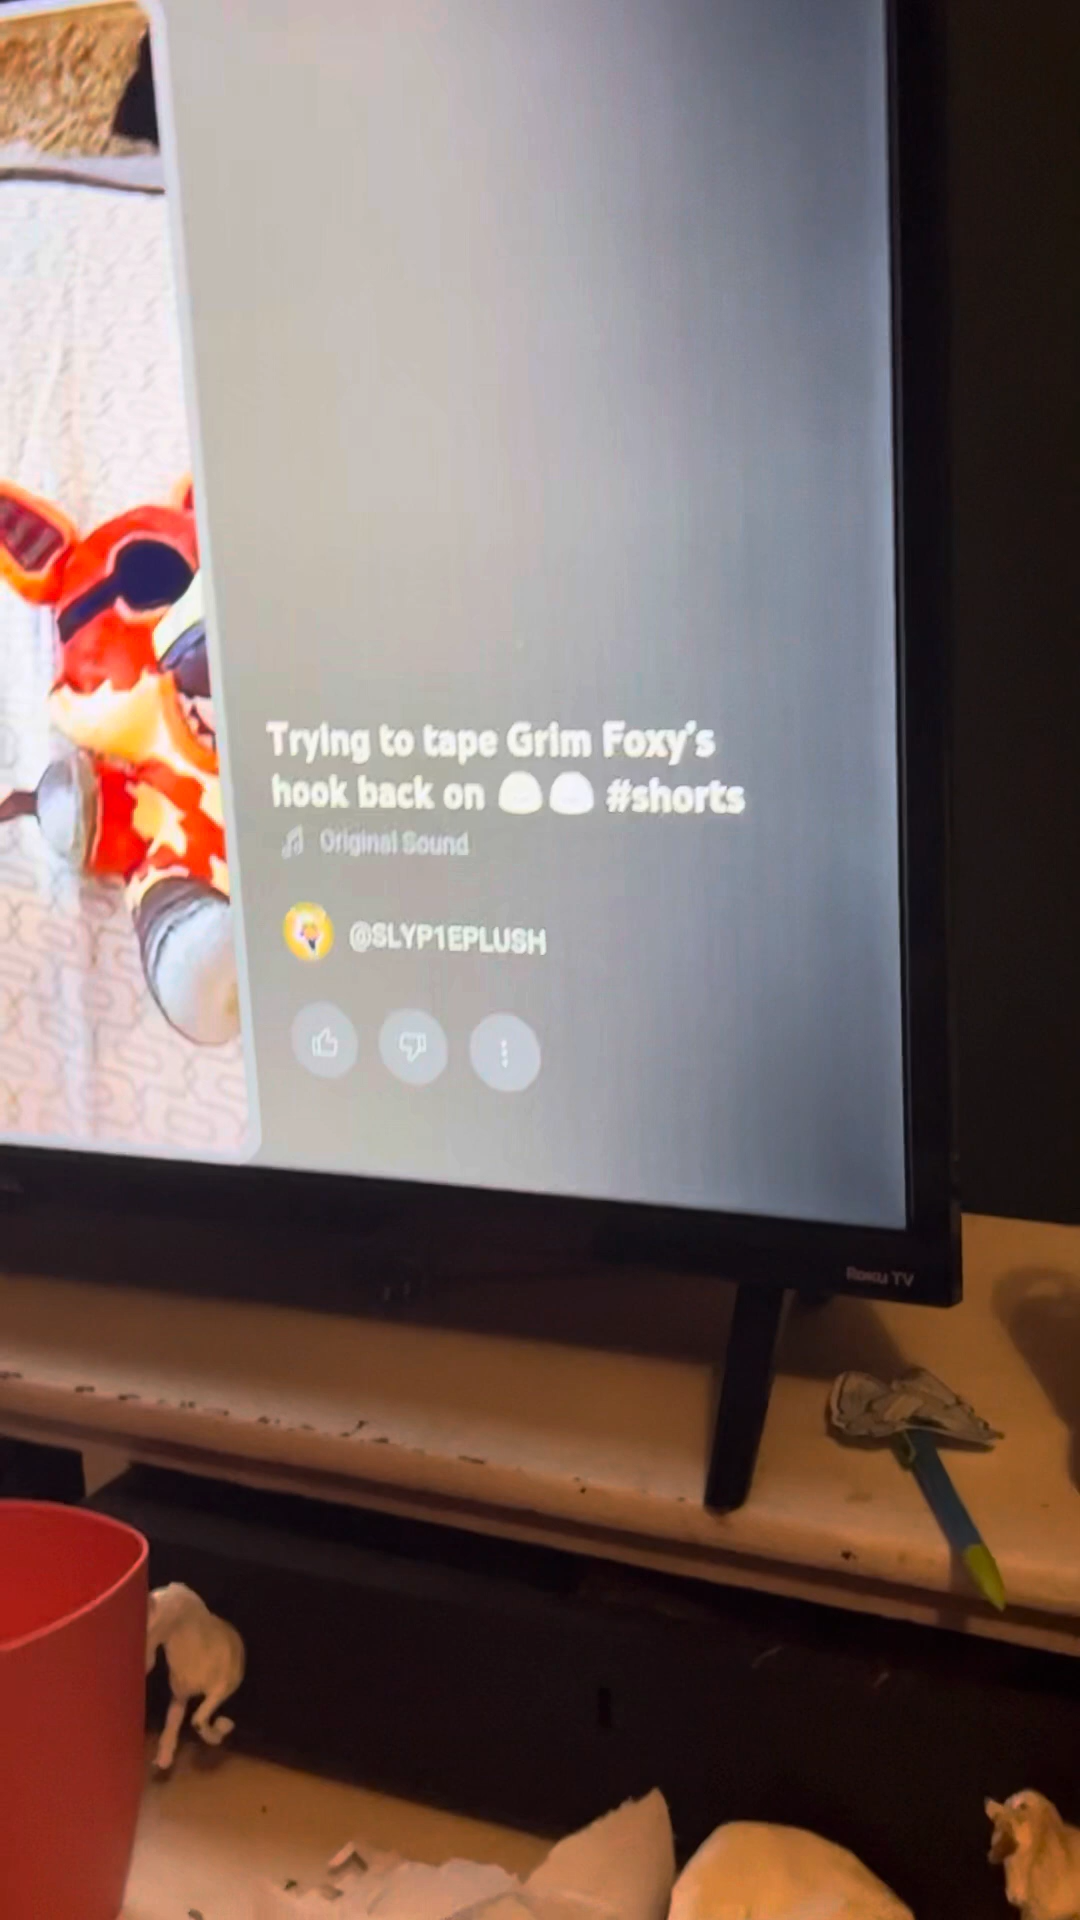 Trying to tape Grim Foxy's
hook back on #shorts
Original Sound
@SLYP1EPLUSH
Roku TV